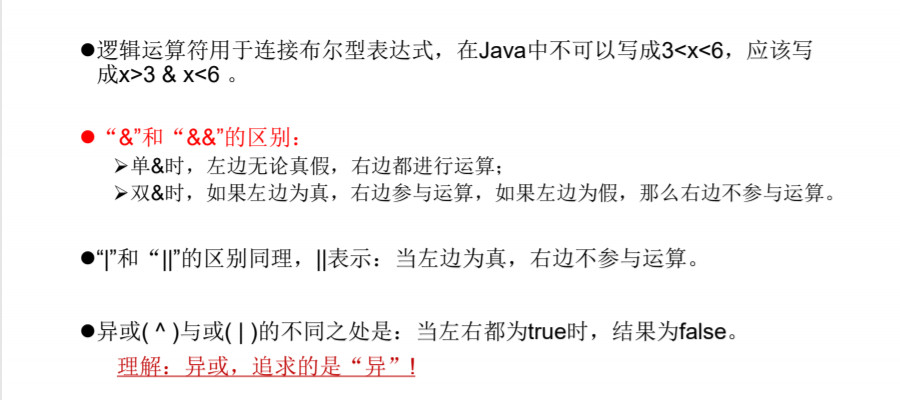 ●逻辑运算符用于连接布尔型表达式，在Java中不可以写成3<x<6，应该写
成x>3 & x<6 。
●“&”和“&&”的区别：
➢单&时，左边无论真假，右边都进行运算；
➢双&时，如果左边为真，右边参与运算，如果左边为假，那么右边不参与运算。
●“|”和“||”的区别同理，||表示：当左边为真，右边不参与运算。
●异或( ^ )与或( | )的不同之处是：当左右都为true时，结果为false。
理解：异或，追求的是“异”!